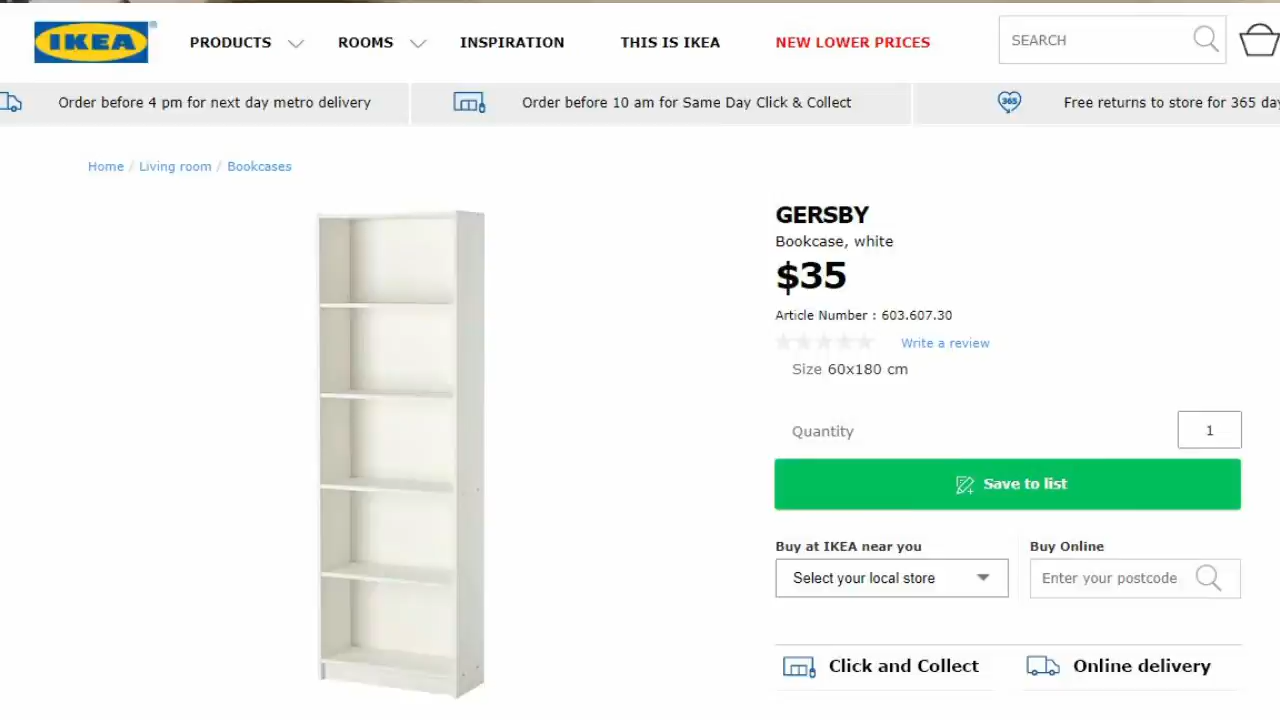 IKEA
PRODUCTS
ROOMS
INSPIRATION
THIS IS IKEA
NEW LOWER PRICES
SEARCH
Order before 4 pm for next day metro delivery
Order before 10 am for Same Day Click & Collect
365
Free returns to store for 365
Home / Living room / Bookcases
GERSBY
Bookcase, white
$35
Article Number : 603.607.30
Write a review
Size 60x180 cm
Quantity
1
Save to list
Buy at IKEA near you
Buy Online
Select your local store
Enter your postcode
Click and Collect
Online delivery